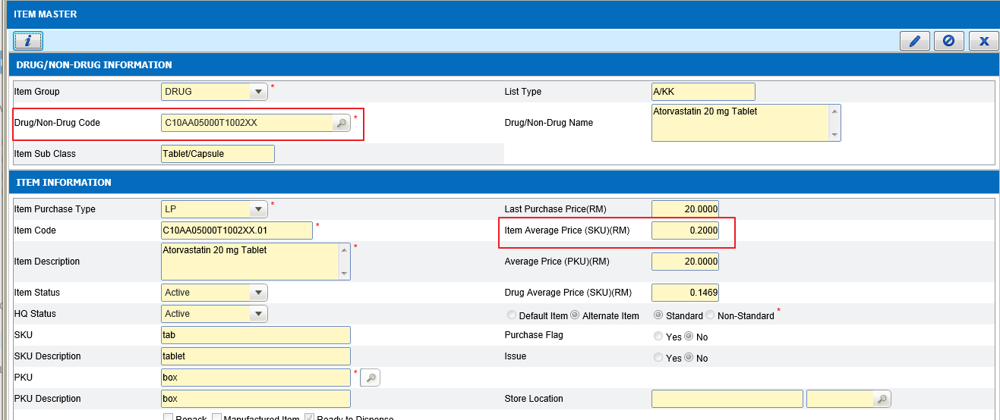 ITEM MASTER
i
DRUG/NON-DRUG INFORMATION
Item Group DRUG * List Type A/KK
Drug/Non-Drug Code C10AA05000T1002XX * Drug/Non-Drug Name Atorvastatin 20 mg Tablet
Item Sub Class Tablet/Capsule
ITEM INFORMATION
Item Purchase Type LP * Last Purchase Price(RM) 20.0000
Item Code C10AA05000T1002XX.01 * Item Average Price (SKU)(RM) 0.2000
Item Description Atorvastatin 20 mg Tablet * Average Price (PKU)(RM) 20.0000
Item Status Active Drug Average Price (SKU)(RM) 0.1469
HQ Status Active Default Item Alternate Item Standard Non-Standard *
SKU tab Purchase Flag Yes No
SKU Description tablet Issue Yes No
PKU box *
PKU Description box Store Location
Repack Manufactured Item Ready to Dispense